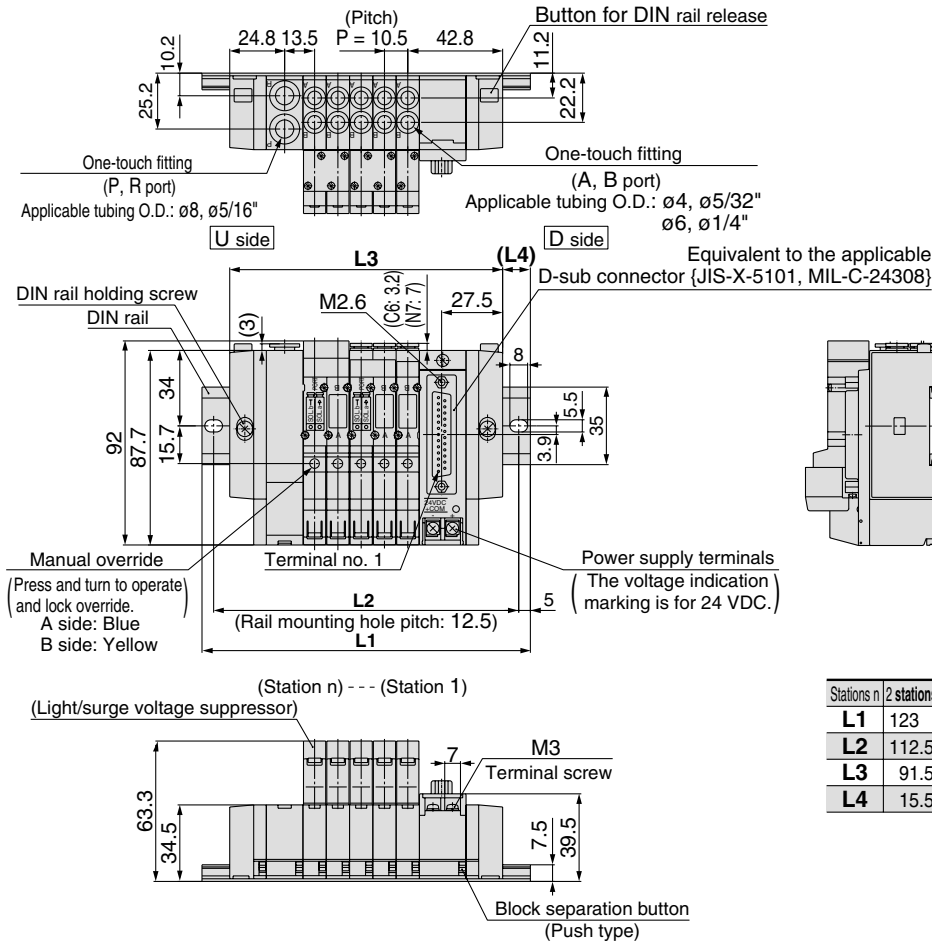 (Pitch)
Button for DIN rail release
24.8 13.5 P = 10.5 42.8
10.2
11.2
25.2
22.2
R
P
A A A A A
B B B B B
One-touch fitting
(P, R port)
Applicable tubing O.D.: ø8, ø5/16"
One-touch fitting
(A, B port)
Applicable tubing O.D.: ø4, ø5/32"
ø6, ø1/4"
U side
D side
L3
(L4)
Equivalent to the applicable
D-sub connector {JIS-X-5101, MIL-C-24308}
DIN rail holding screw
DIN rail
(3)
M2.6
(C6: 3.2)
(N7: 7)
27.5
8
34
5.5
35
92
87.7
15.7
3.9
24VDC
+COM
- +
Manual override
(Press and turn to operate
and lock override.)
A side: Blue
B side: Yellow
Terminal no. 1
Power supply terminals
(The voltage indication
marking is for 24 VDC.)
L2
5
(Rail mounting hole pitch: 12.5)
L1
(Station n) --- (Station 1)
(Light/surge voltage suppressor)
7
M3
Terminal screw
63.3
34.5
7.5
39.5
Block separation button
(Push type)
Stations n 2 stations
L1 123
L2 112.5
L3 91.5
L4 15.5